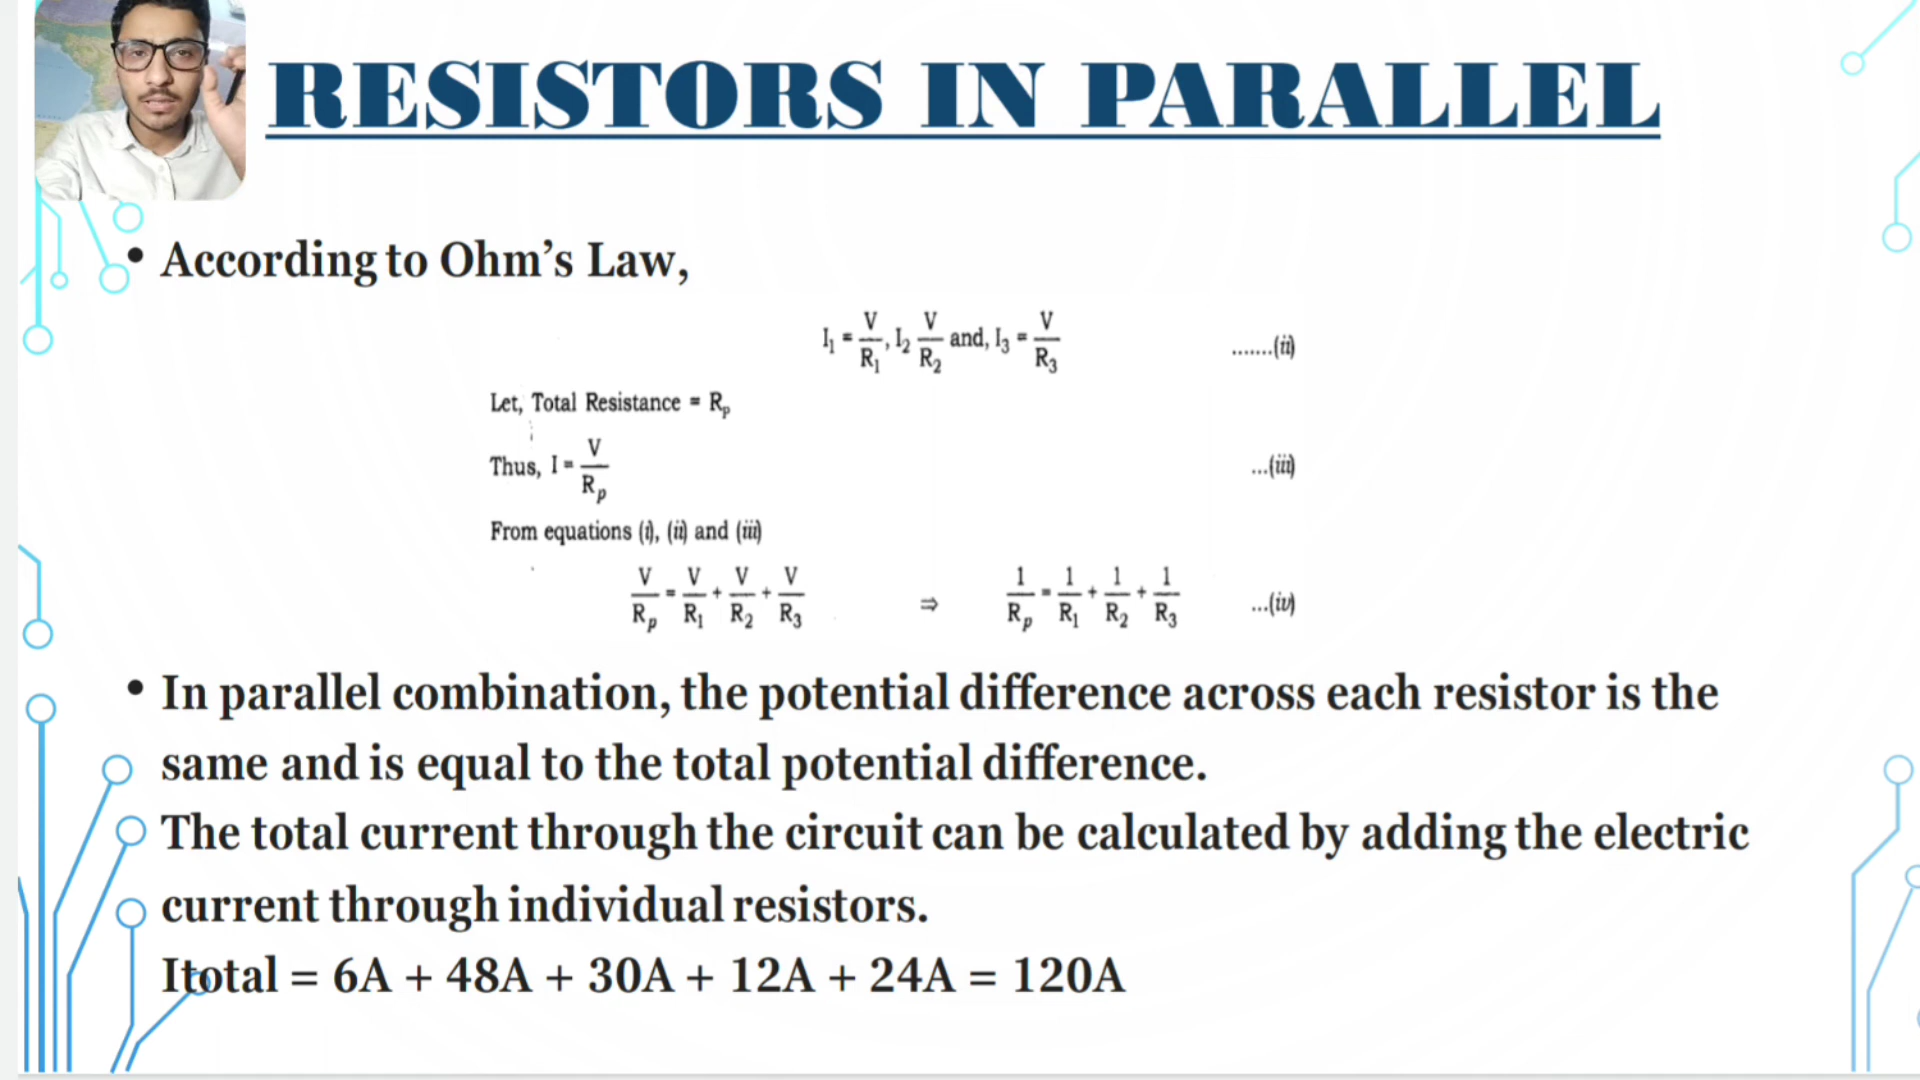 RESISTORS IN PARALLEL
• According to Ohm’s Law,
I₁ = V/R₁, I₂ V/R₂ and, I₃ = V/R₃ .......(ii)
Let, Total Resistance = Rₚ
Thus, I = V/Rₚ ...(iii)
From equations (i), (ii) and (iii)
V/Rₚ = V/R₁ + V/R₂ + V/R₃ ⇒ 1/Rₚ = 1/R₁ + 1/R₂ + 1/R₃ ...(iv)
• In parallel combination, the potential difference across each resistor is the
same and is equal to the total potential difference.
The total current through the circuit can be calculated by adding the electric
current through individual resistors.
Itotal = 6A + 48A + 30A + 12A + 24A = 120A